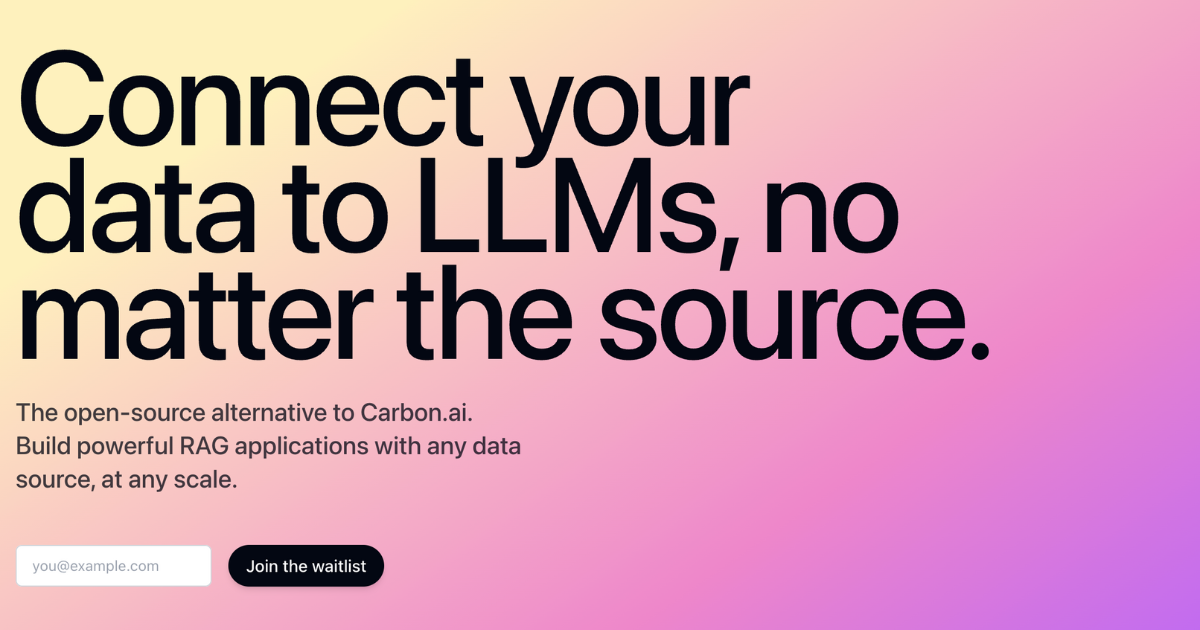 Connect your
data to LLMs, no
matter the source.
The open-source alternative to Carbon.ai.
Build powerful RAG applications with any data
source, at any scale.
you@example.com
Join the waitlist